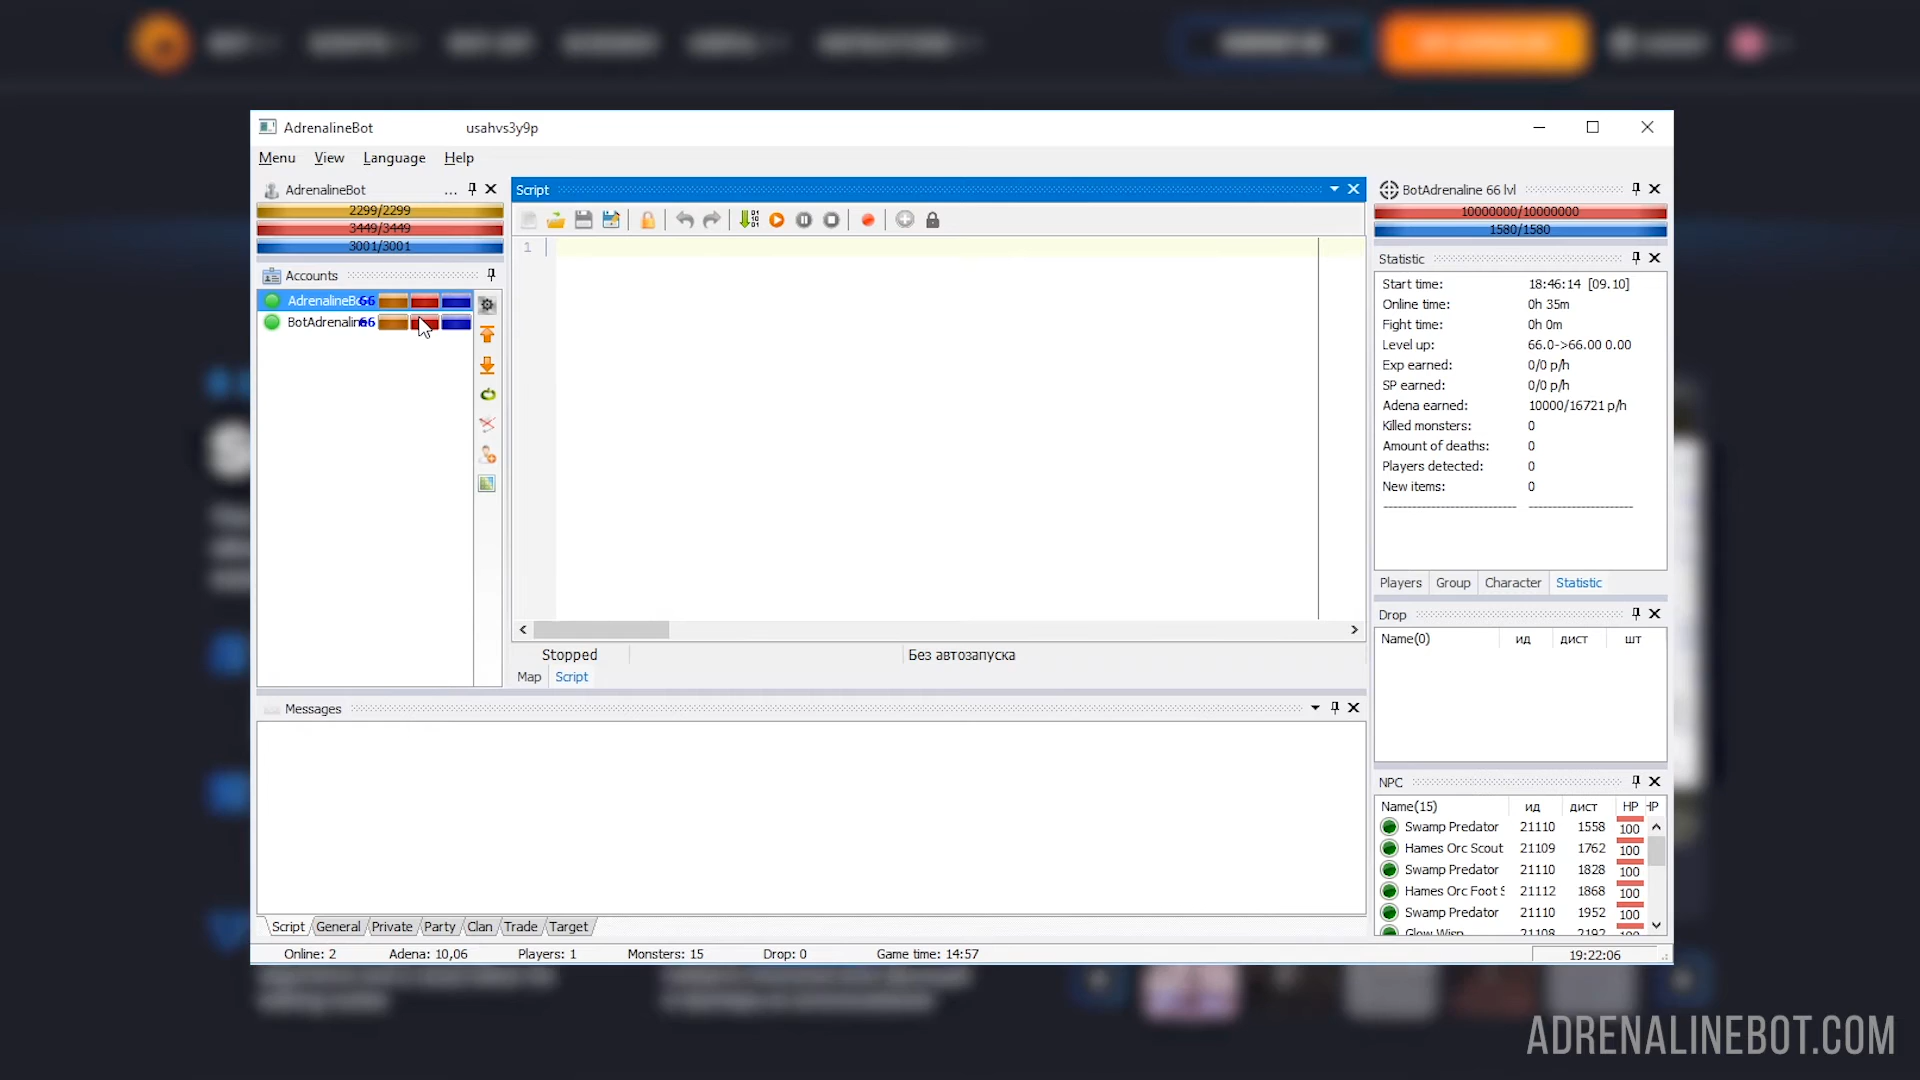 AdrenalineBot usahvs3y9p
Menu View Language Help
AdrenalineBot ...
2299/2299
3449/3449
3001/3001
Accounts
AdrenalineBo 66
BotAdrenaline 66
Script
1
Stopped Без автозапуска
Map Script
BotAdrenaline 66 lvl
10000000/10000000
1580/1580
Statistic
Start time: 18:46:14 [09.10]
Online time: 0h 35m
Fight time: 0h 0m
Level up: 66.0->66.00 0.00
Exp earned: 0/0 p/h
SP earned: 0/0 p/h
Adena earned: 10000/16721 p/h
Killed monsters: 0
Amount of deaths: 0
Players detected: 0
New items: 0
Players Group Character Statistic
Drop
Name(0) ид дист шт
NPC
Name(15) ид дист HP HP
Swamp Predator 21110 1558 100
Hames Orc Scout 21109 1762 100
Swamp Predator 21110 1828 100
Hames Orc Foot S 21112 1868 100
Swamp Predator 21110 1952 100
Glow Wisp 21108 2192 100
Messages
Script General Private Party Clan Trade Target
Online: 2 Adena: 10,06 Players: 1 Monsters: 15 Drop: 0 Game time: 14:57 19:22:06
ADRENALINEBOT.COM